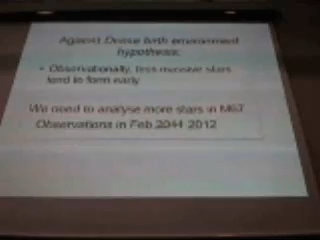 Against Dense birth environment
hypothesis:
• Observationally, less massive stars
tend to form early
We need to analyse more stars in M67
Observations in Feb 2011 2012